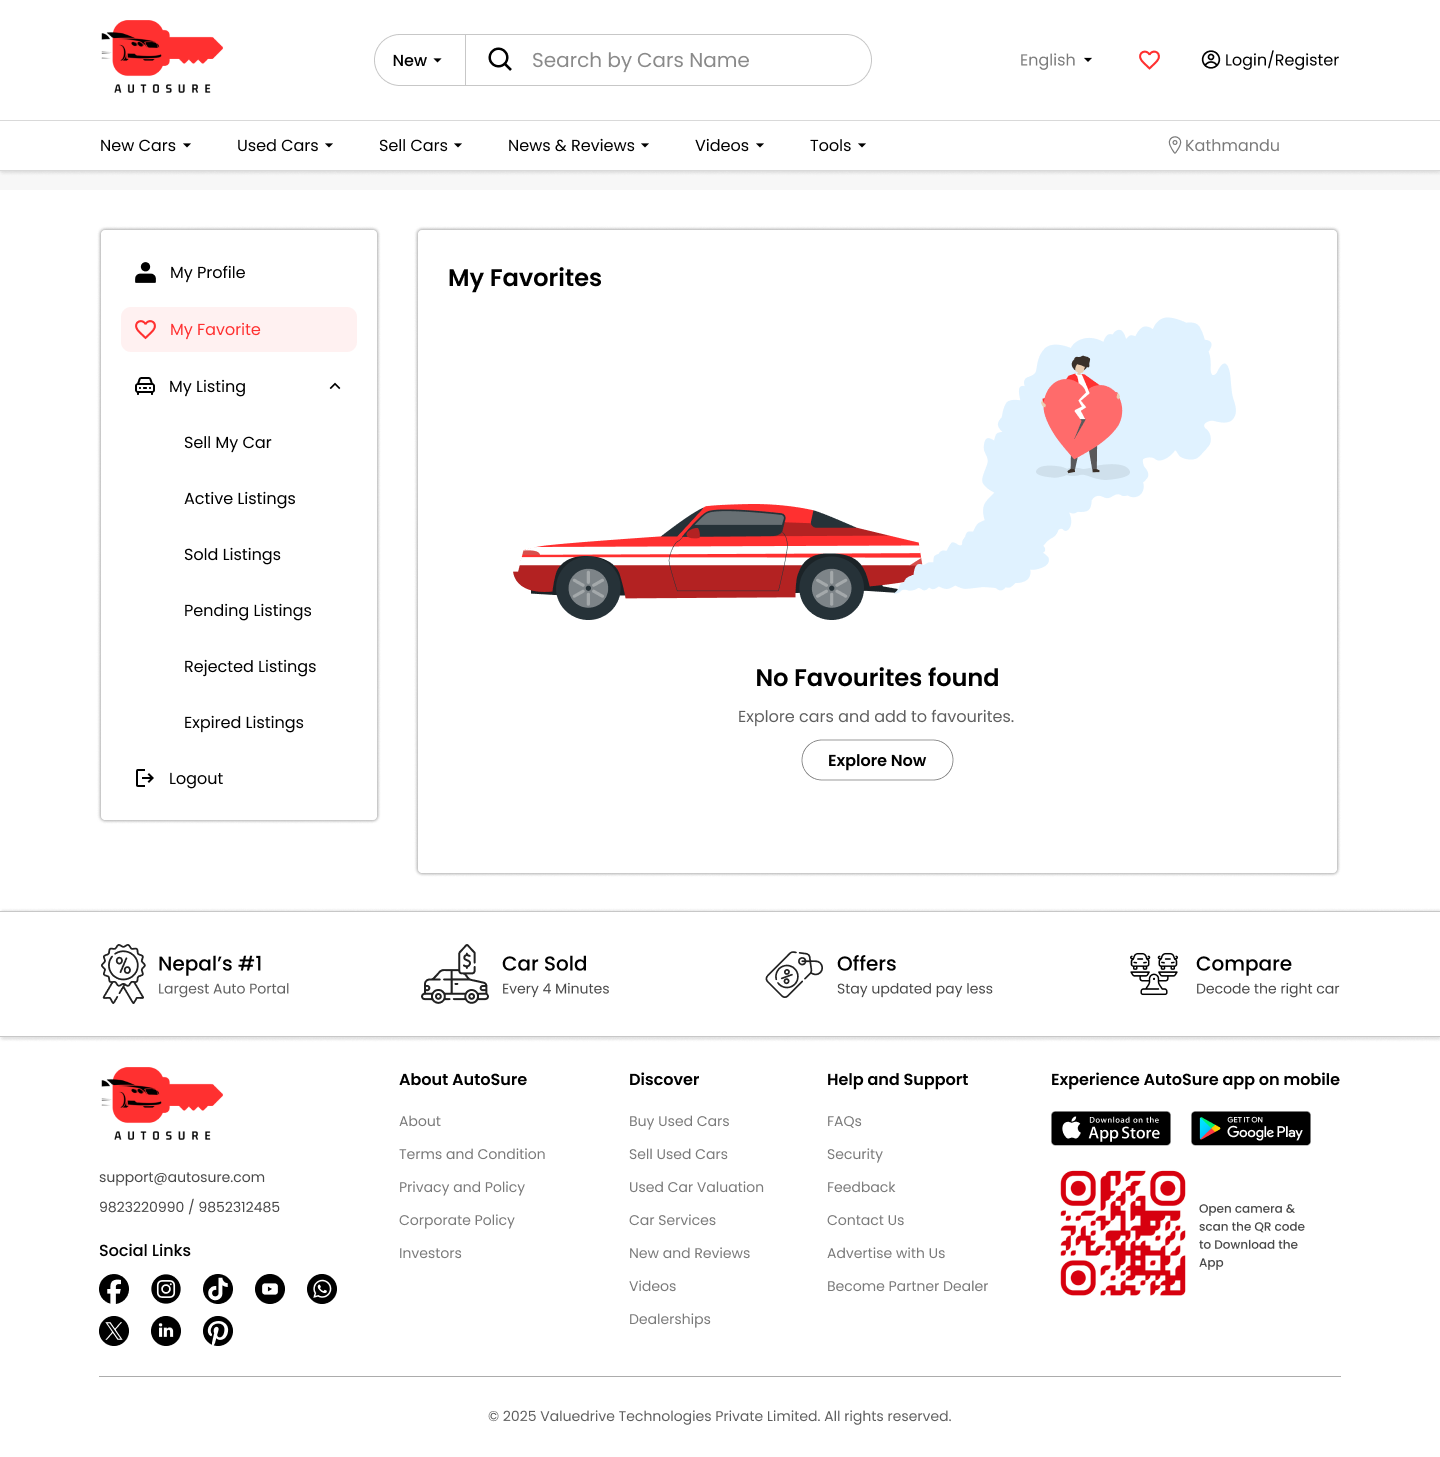 AUTOSURE
New
Search by Cars Name
English
Login/Register
New Cars
Used Cars
Sell Cars
News & Reviews
Videos
Tools
Kathmandu
My Profile
My Favorite
My Listing
Sell My Car
Active Listings
Sold Listings
Pending Listings
Rejected Listings
Expired Listings
Logout
My Favorites
No Favourites found
Explore cars and add to favourites.
Explore Now
Nepal’s #1
Largest Auto Portal
Car Sold
Every 4 Minutes
Offers
Stay updated pay less
Compare
Decode the right car
AUTOSURE
support@autosure.com
9823220990 / 9852312485
Social Links
About AutoSure
About
Terms and Condition
Privacy and Policy
Corporate Policy
Investors
Discover
Buy Used Cars
Sell Used Cars
Used Car Valuation
Car Services
New and Reviews
Videos
Dealerships
Help and Support
FAQs
Security
Feedback
Contact Us
Advertise with Us
Become Partner Dealer
Experience AutoSure app on mobile
Download on the
App Store
GET IT ON
Google Play
Open camera &
scan the QR code
to Download the
App
© 2025 Valuedrive Technologies Private Limited. All rights reserved.